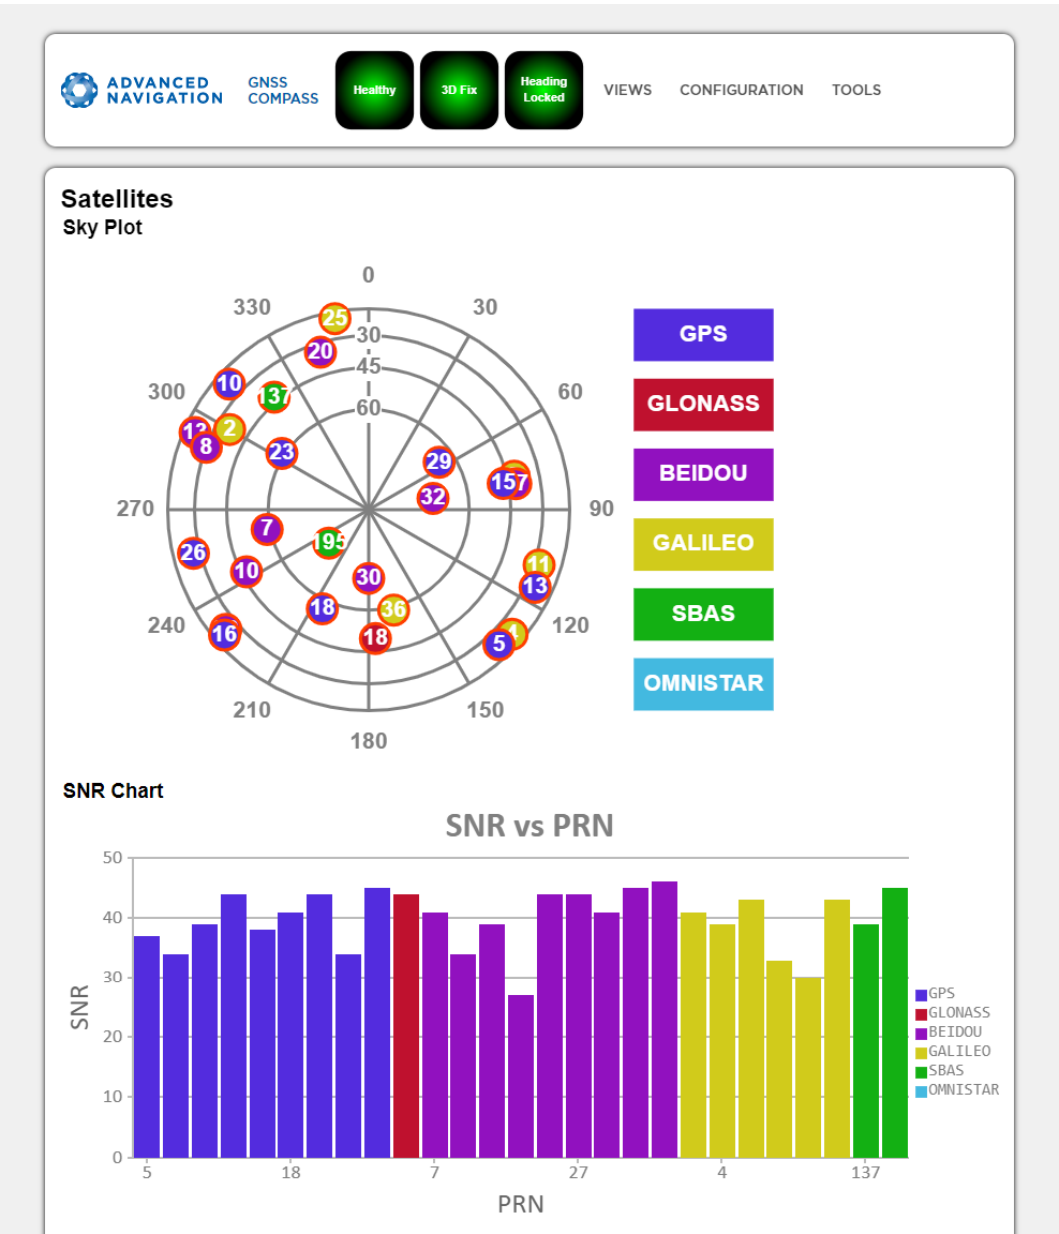 ADVANCED
NAVIGATION
GNSS
COMPASS
Healthy
3D Fix
Heading
Locked
VIEWS
CONFIGURATION
TOOLS
Satellites
Sky Plot
0
330
30
25
30
20
45
10
137
300
60
60
2
8
23
29
15
7
32
270
90
7
195
26
10
11
13
30
18
36
240
16
18
5
4
120
210
150
180
GPS
GLONASS
BEIDOU
GALILEO
SBAS
OMNISTAR
SNR Chart
SNR vs PRN
50
40
30
20
10
0
SNR
5
18
7
27
4
137
PRN
GPS
GLONASS
BEIDOU
GALILEO
SBAS
OMNISTAR